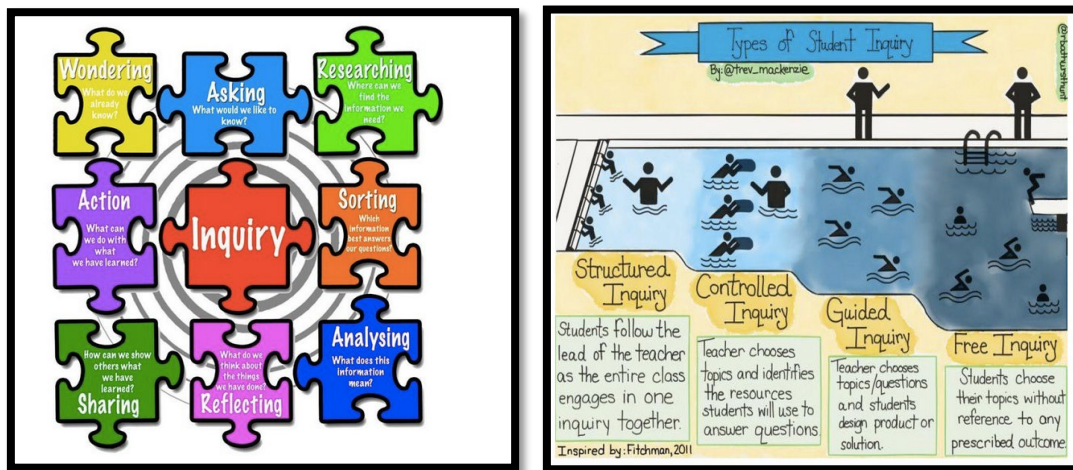 Wondering
What do we
already
know?
Asking
What would we like to
know?
Researching
Where can we
find the
information we
need?
Action
What can
we do with
what
we have learned?
Inquiry
Sorting
Which
information
best answers
our questions?
How can we show
others what
we have
learned?
Sharing
What do we
think about
the things
we have done?
Reflecting
Analysing
What does this
information
mean?
Types of Student Inquiry
By:@trev_mackenzie
@rbathursthunt
Structured
Inquiry
Students follow the
lead of the teacher
as the entire class
engages in one
inquiry together.
Controlled
Inquiry
Teacher chooses
topics and identifies
the resources
students will use to
answer questions
Guided
Inquiry
Teacher chooses
topics/questions
and students
design product or
solution.
Free Inquiry
Students choose
their topics without
reference to any
prescribed outcome.
Inspired by: Fitchman, 2011